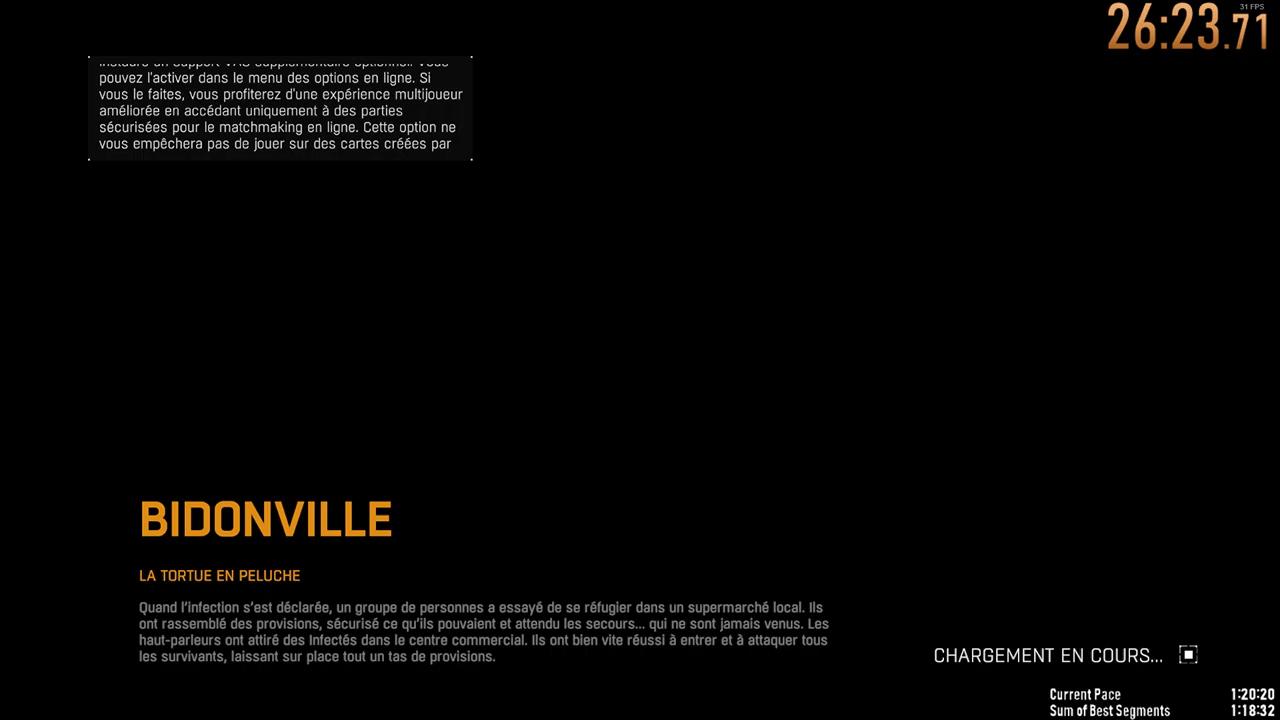 31 FPS
26:23.71
instauré un support VAC supplémentaire optionnel. Vous
pouvez l'activer dans le menu des options en ligne. Si
vous le faites, vous profiterez d'une expérience multijoueur
améliorée en accédant uniquement à des parties
sécurisées pour le matchmaking en ligne. Cette option ne
vous empêchera pas de jouer sur des cartes créées par
BIDONVILLE
LA TORTUE EN PELUCHE
Quand l'infection s'est déclarée, un groupe de personnes a essayé de se réfugier dans un supermarché local. Ils
ont rassemblé des provisions, sécurisé ce qu'ils pouvaient et attendu les secours... qui ne sont jamais venus. Les
haut-parleurs ont attiré des Infectés dans le centre commercial. Ils ont bien vite réussi à entrer et à attaquer tous
les survivants, laissant sur place tout un tas de provisions.
CHARGEMENT EN COURS...
Current Pace 1:20:20
Sum of Best Segments 1:18:32